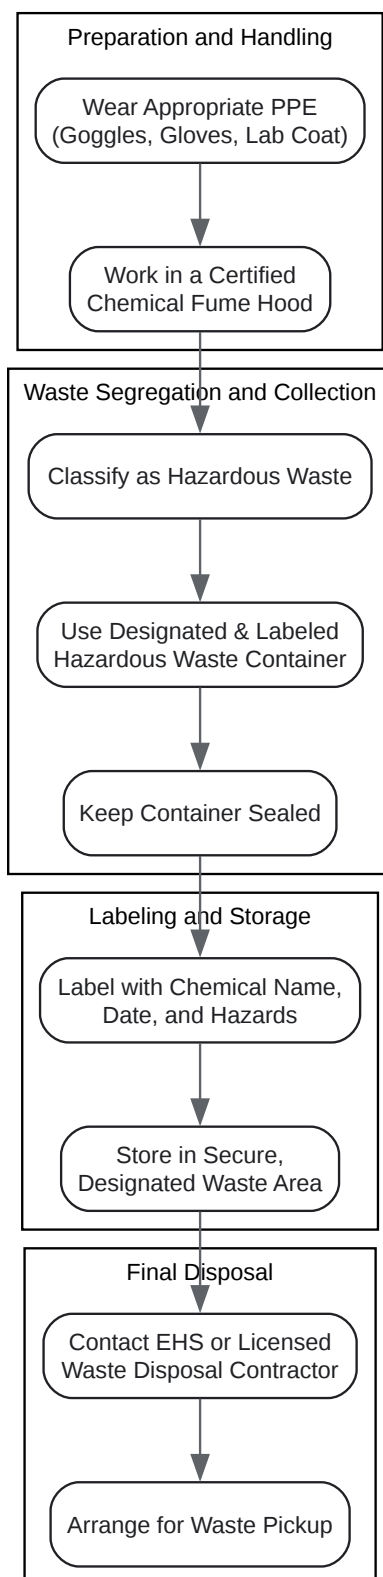 Preparation and Handling
Wear Appropriate PPE
(Goggles, Gloves, Lab Coat)
Work in a Certified
Chemical Fume Hood
Waste Segregation and Collection
Classify as Hazardous Waste
Use Designated & Labeled
Hazardous Waste Container
Keep Container Sealed
Labeling and Storage
Label with Chemical Name,
Date, and Hazards
Store in Secure,
Designated Waste Area
Final Disposal
Contact EHS or Licensed
Waste Disposal Contractor
Arrange for Waste Pickup